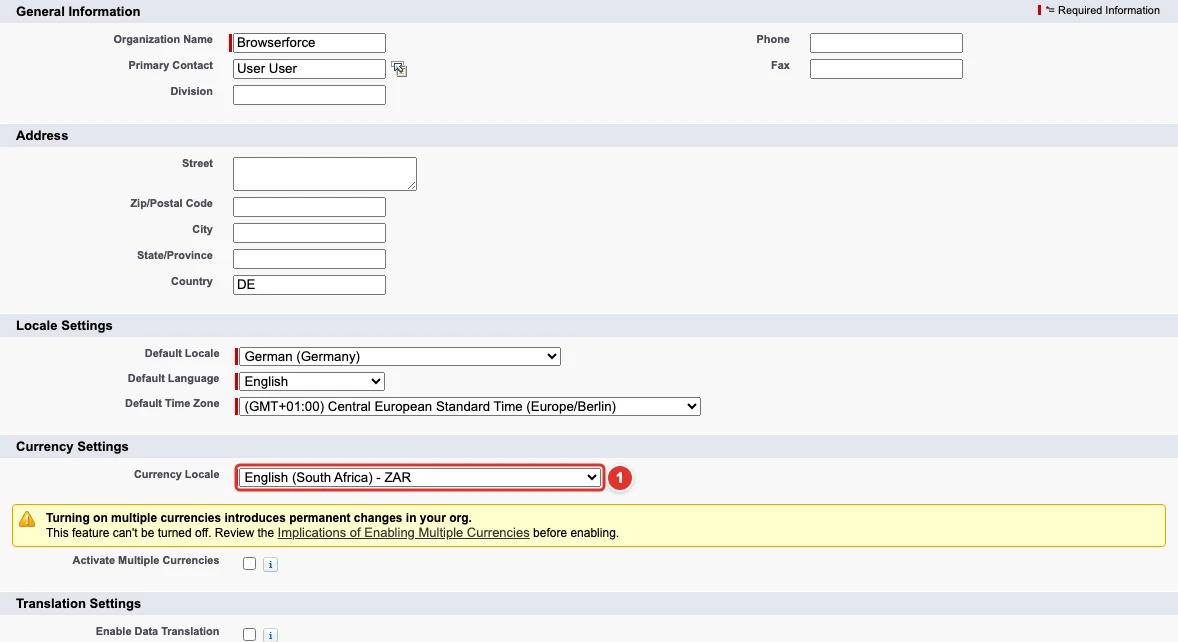 General Information
*= Required Information
Organization Name Browserforce
Phone
Primary Contact User User
Fax
Division
Address
Street
Zip/Postal Code
City
State/Province
Country DE
Locale Settings
Default Locale German (Germany)
Default Language English
Default Time Zone (GMT+01:00) Central European Standard Time (Europe/Berlin)
Currency Settings
Currency Locale English (South Africa) - ZAR 1
Turning on multiple currencies introduces permanent changes in your org.
This feature can't be turned off. Review the Implications of Enabling Multiple Currencies before enabling.
Activate Multiple Currencies i
Translation Settings
Enable Data Translation i